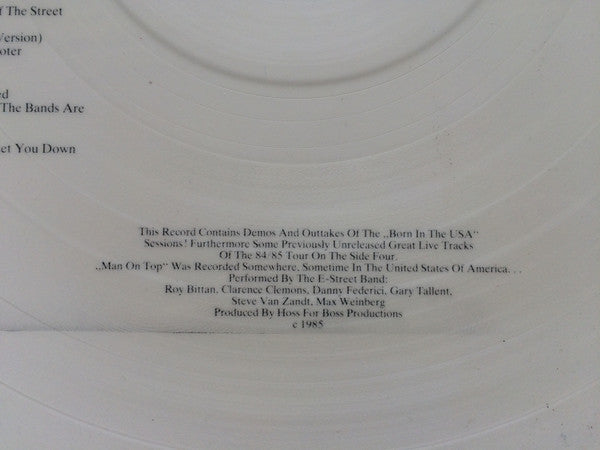 f The Street
Version)
oter
ed
The Bands Are
et You Down
This Record Contains Demos And Outtakes Of The „Born In The USA“
Sessions! Furthermore Some Previously Unreleased Great Live Tracks
Of The 84/85 Tour On The Side Four.
„Man On Top“ Was Recorded Somewhere, Sometime In The United States Of America. . .
Performed By The E-Street Band:
Roy Bittan, Clarence Clemons, Danny Federici, Gary Tallent,
Steve Van Zandt, Max Weinberg
Produced By Hoss For Boss Productions
c 1985